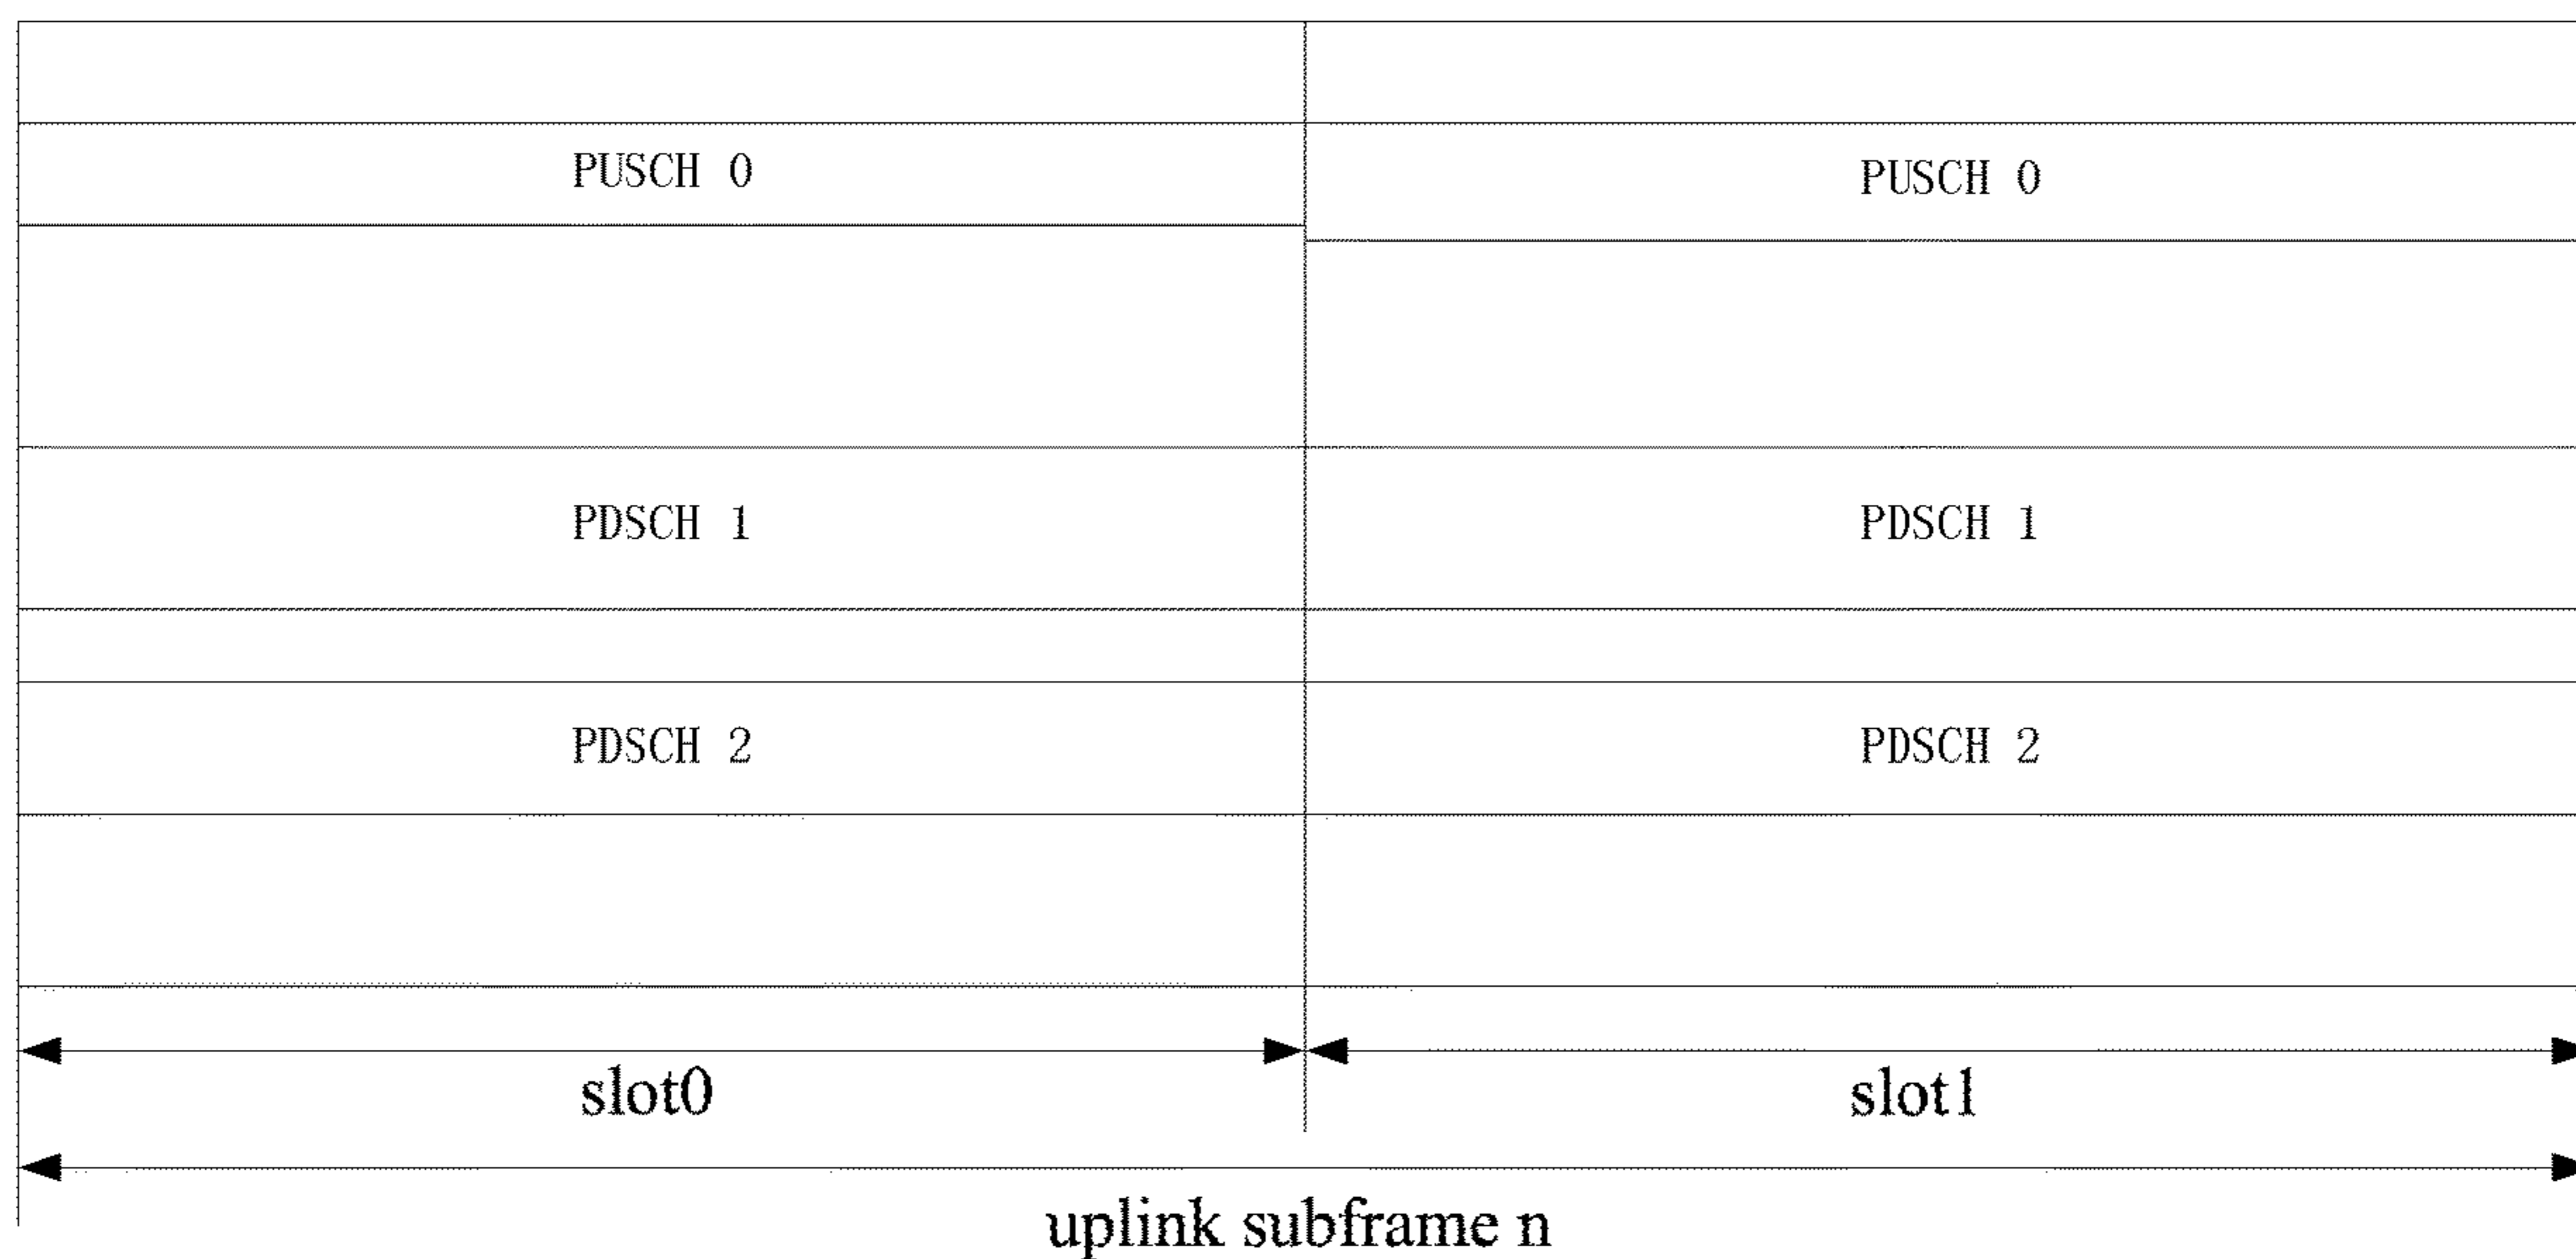 PUSCH 0
PUSCH 0
PDSCH 1
PDSCH 1
PDSCH 2
PDSCH 2
slot0
slot1
uplink subframe n